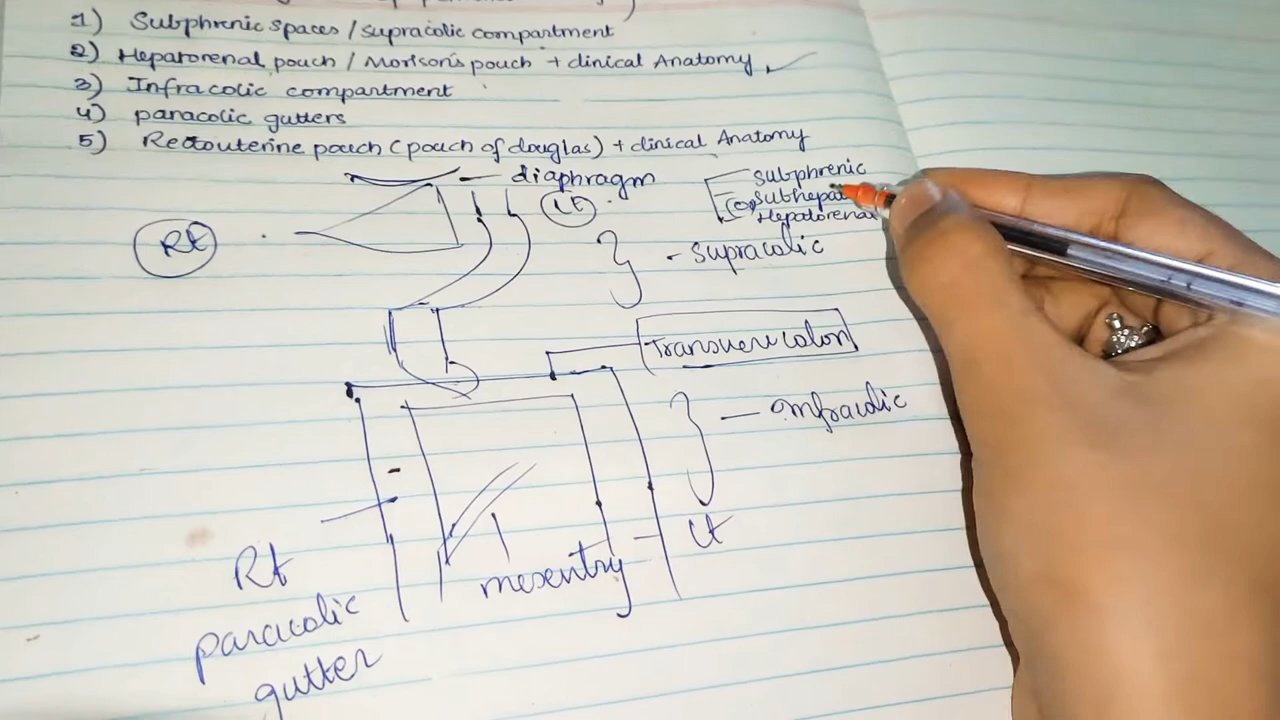 1) Subphrenic spaces / supracolic compartment
2) Hepatorenal pouch / Morison's pouch + clinical Anatomy
3) Infracolic compartment
4) paracolic gutters
5) Rectouterine pouch (pouch of douglas) + clinical Anatomy
diaphragm
subphrenic
(or) Subhepa
Hepatorenal
Rt
Lt
- Supracolic
Transverse colon
- Infracolic
Rt
paracolic
gutter
mesentry
Lt